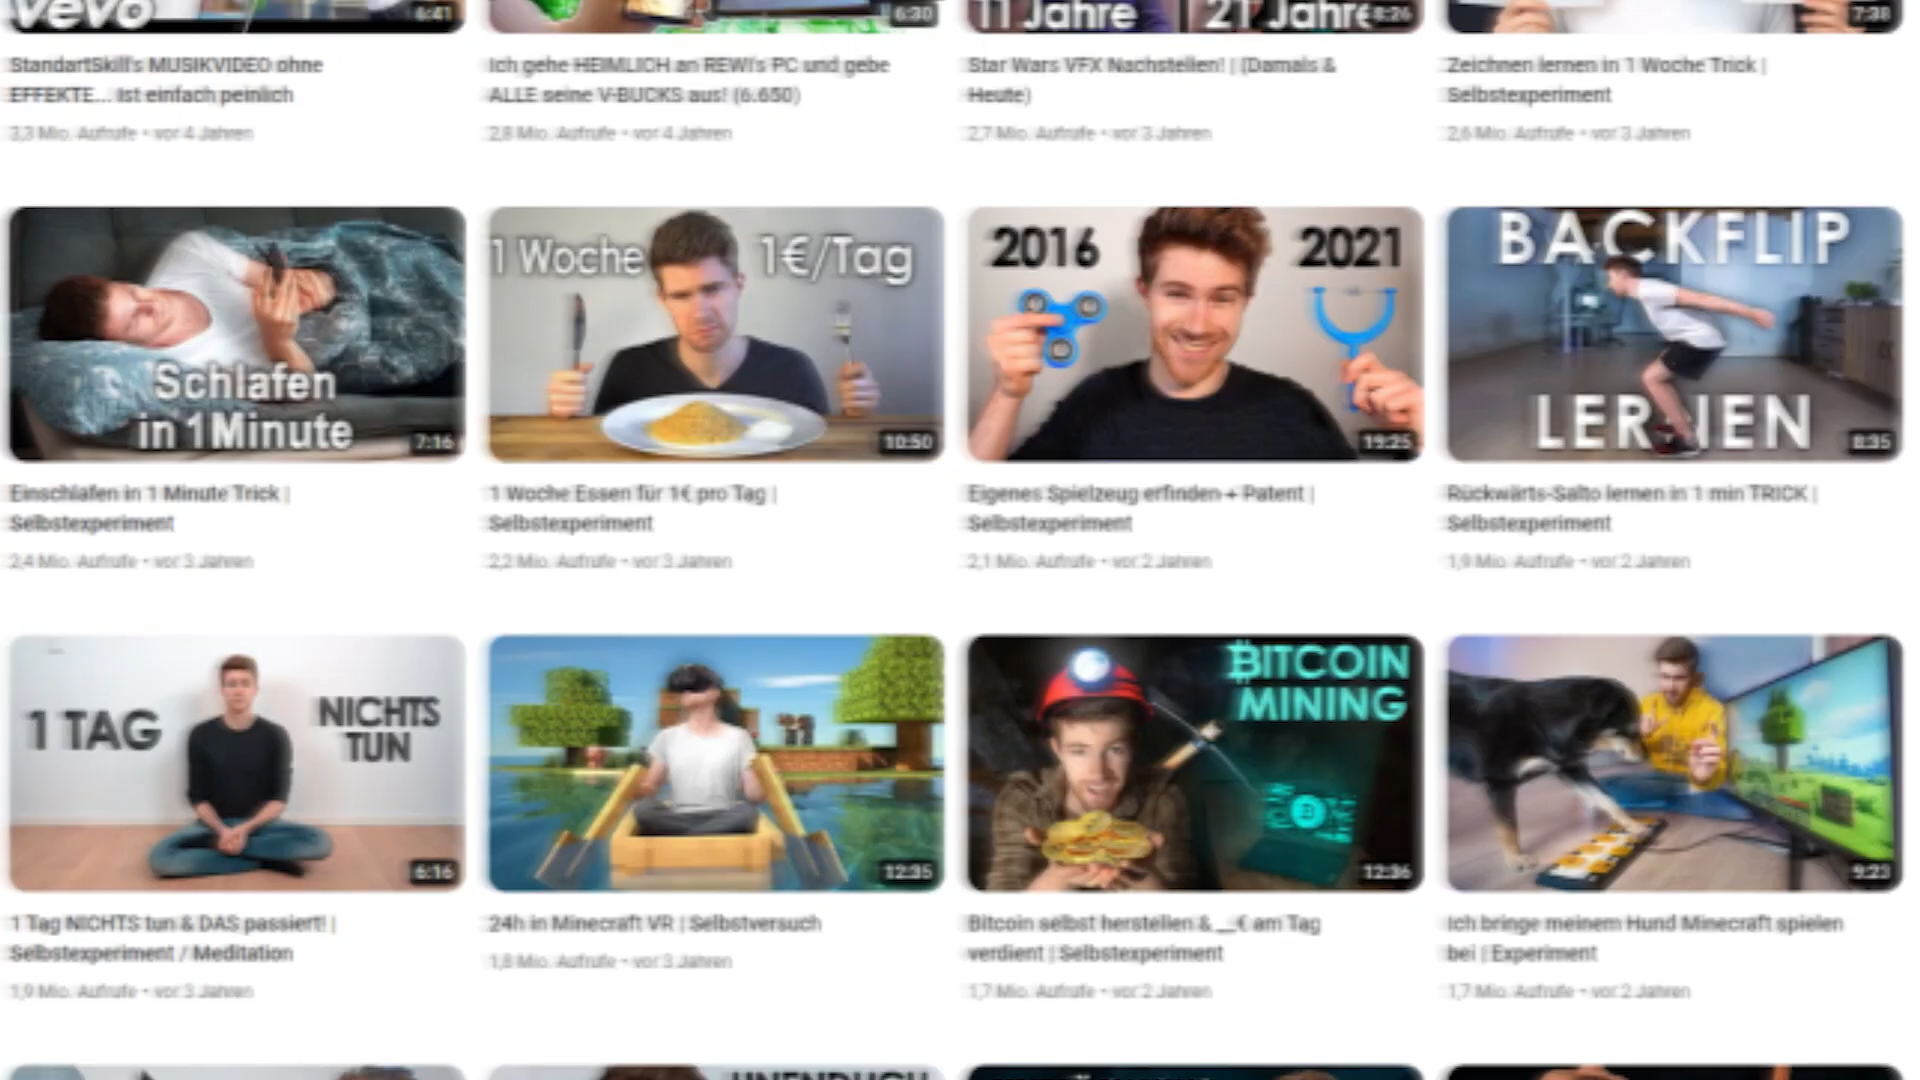 vevo
6:41
6:30
11 Jahre
21 Jahre
8:26
7:38
StandartSkill's MUSIKVIDEO ohne
EFFEKTE... ist einfach peinlich
3,3 Mio. Aufrufe • vor 4 Jahren
Ich gehe HEIMLICH an REWI's PC und gebe
ALLE seine V-BUCKS aus! (6.650)
2,8 Mio. Aufrufe • vor 4 Jahren
Star Wars VFX Nachstellen! | (Damals &
Heute)
2,7 Mio. Aufrufe • vor 3 Jahren
Zeichnen lernen in 1 Woche Trick |
Selbstexperiment
2,6 Mio. Aufrufe • vor 3 Jahren
Schlafen
in 1 Minute
7:16
1 Woche
1€/Tag
10:50
2016
2021
19:25
BACKFLIP
LERNEN
8:35
Einschlafen in 1 Minute Trick |
Selbstexperiment
2,4 Mio. Aufrufe • vor 3 Jahren
1 Woche Essen für 1€ pro Tag |
Selbstexperiment
2,2 Mio. Aufrufe • vor 3 Jahren
Eigenes Spielzeug erfinden + Patent |
Selbstexperiment
2,1 Mio. Aufrufe • vor 2 Jahren
Rückwärts-Salto lernen in 1 min TRICK |
Selbstexperiment
1,9 Mio. Aufrufe • vor 2 Jahren
1 TAG
NICHTS
TUN
6:16
12:35
BITCOIN
MINING
12:36
9:23
1 Tag NICHTS tun & DAS passiert! |
Selbstexperiment / Meditation
1,9 Mio. Aufrufe • vor 3 Jahren
24h in Minecraft VR | Selbstversuch
1,8 Mio. Aufrufe • vor 3 Jahren
Bitcoin selbst herstellen & __€ am Tag
verdient | Selbstexperiment
1,7 Mio. Aufrufe • vor 2 Jahren
Ich bringe meinem Hund Minecraft spielen
bei | Experiment
1,7 Mio. Aufrufe • vor 2 Jahren